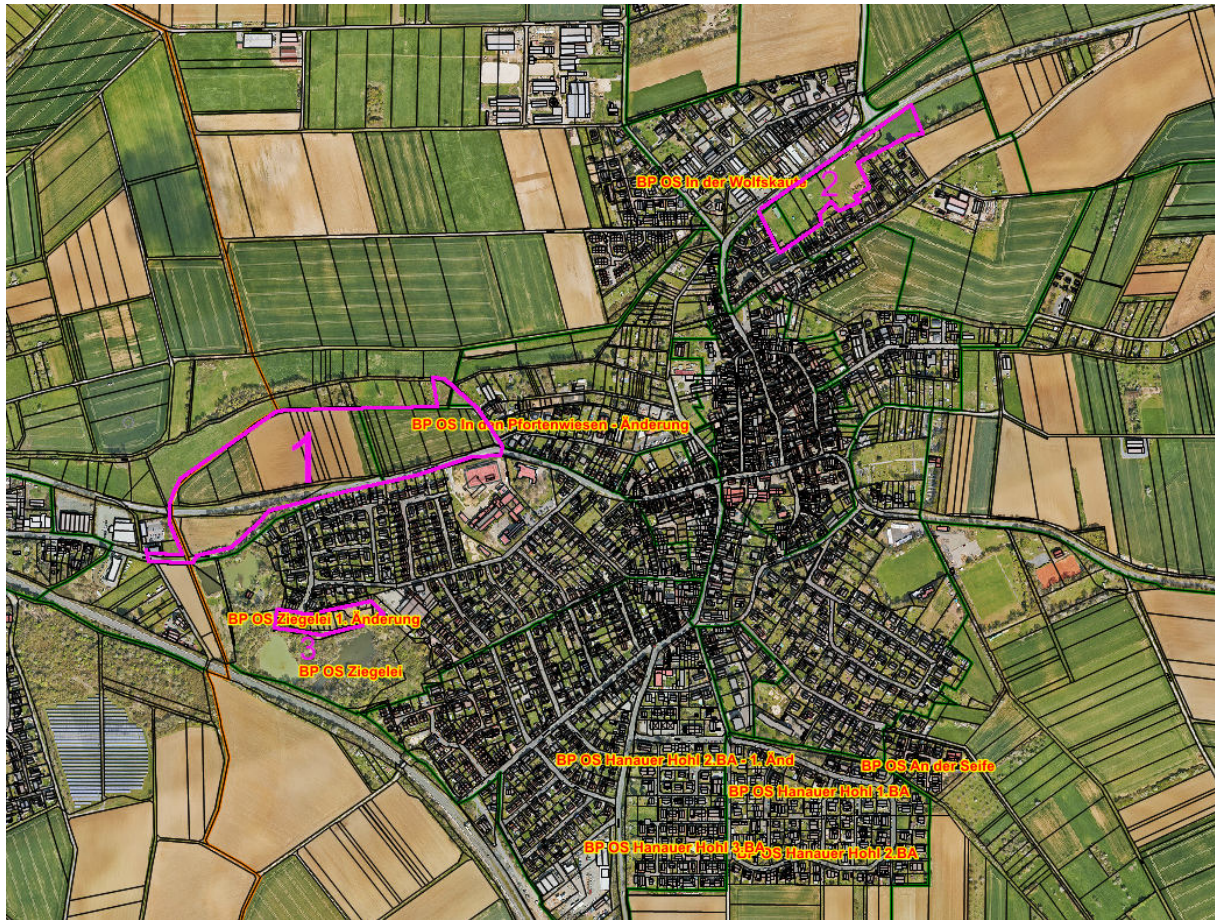 BP OS In der Wolfskaute
2
BP OS In den Pfortenwiesen - Änderung
1
BP OS Ziegelei 1. Änderung
3
BP OS Ziegelei
BP OS Hanauer Hohl 2.BA - 1. Änd
BP OS An der Seife
BP OS Hanauer Hohl 1.BA
BP OS Hanauer Hohl 3.BA
BP OS Hanauer Hohl 2.BA